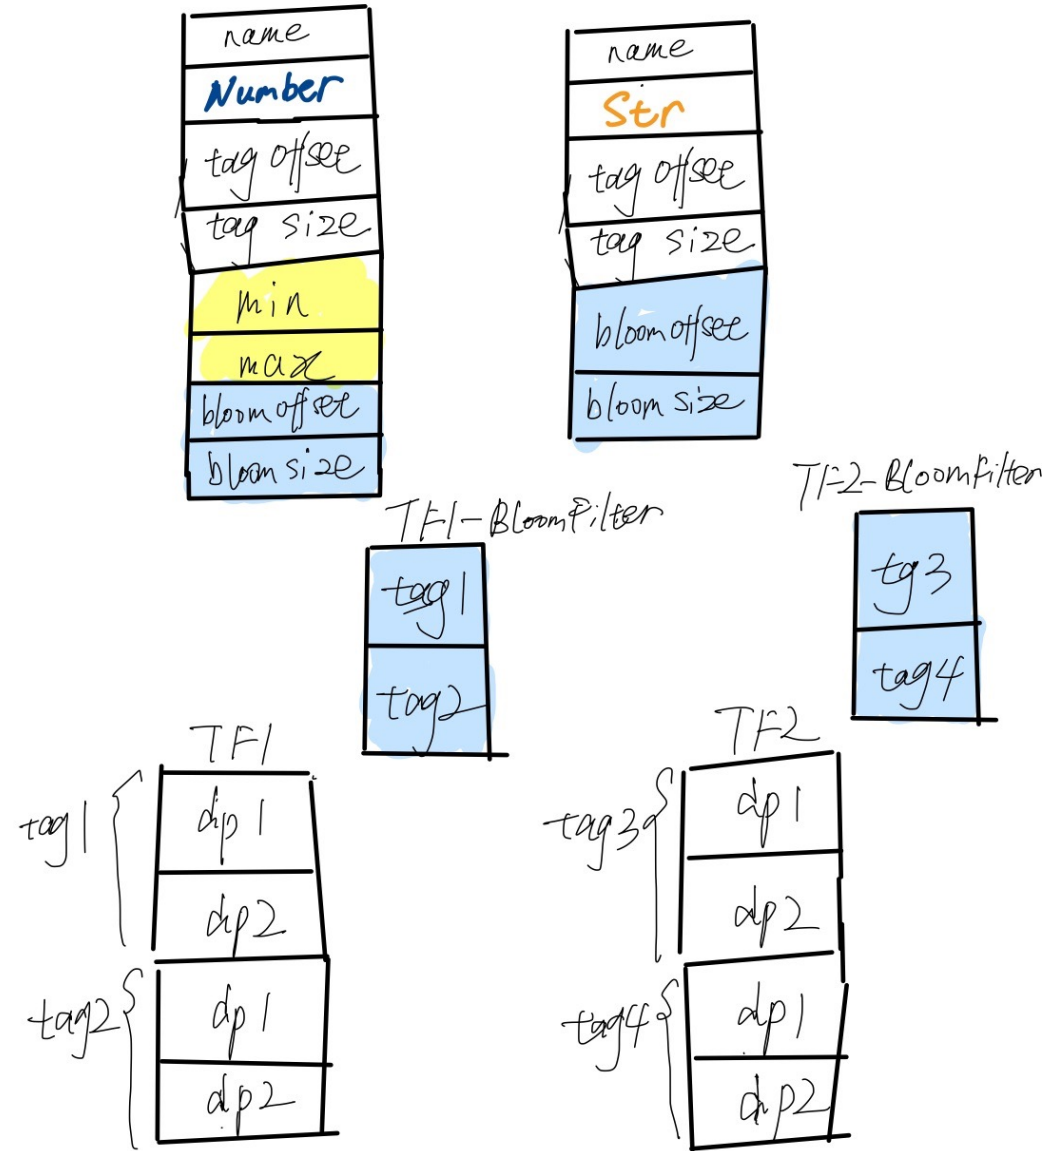 name
Number
tag offset
tag size
min
max
bloom offset
bloom size
name
Str
tag offset
tag size
bloom offset
bloom size
TF1-BloomFilter
tag1
tag2
TF2-BloomFilter
tg3
tag4
TF1
tag1
dp1
dp2
tag2
dp1
dp2
TF2
tag3
dp1
dp2
tag4
dp1
dp2